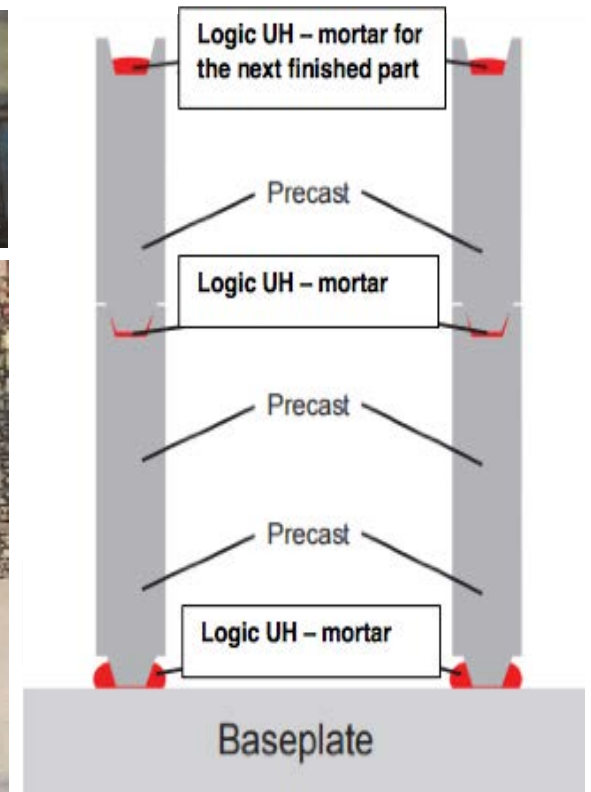 Logic UH – mortar for
the next finished part
Precast
Logic UH – mortar
Precast
Precast
Logic UH – mortar
Baseplate